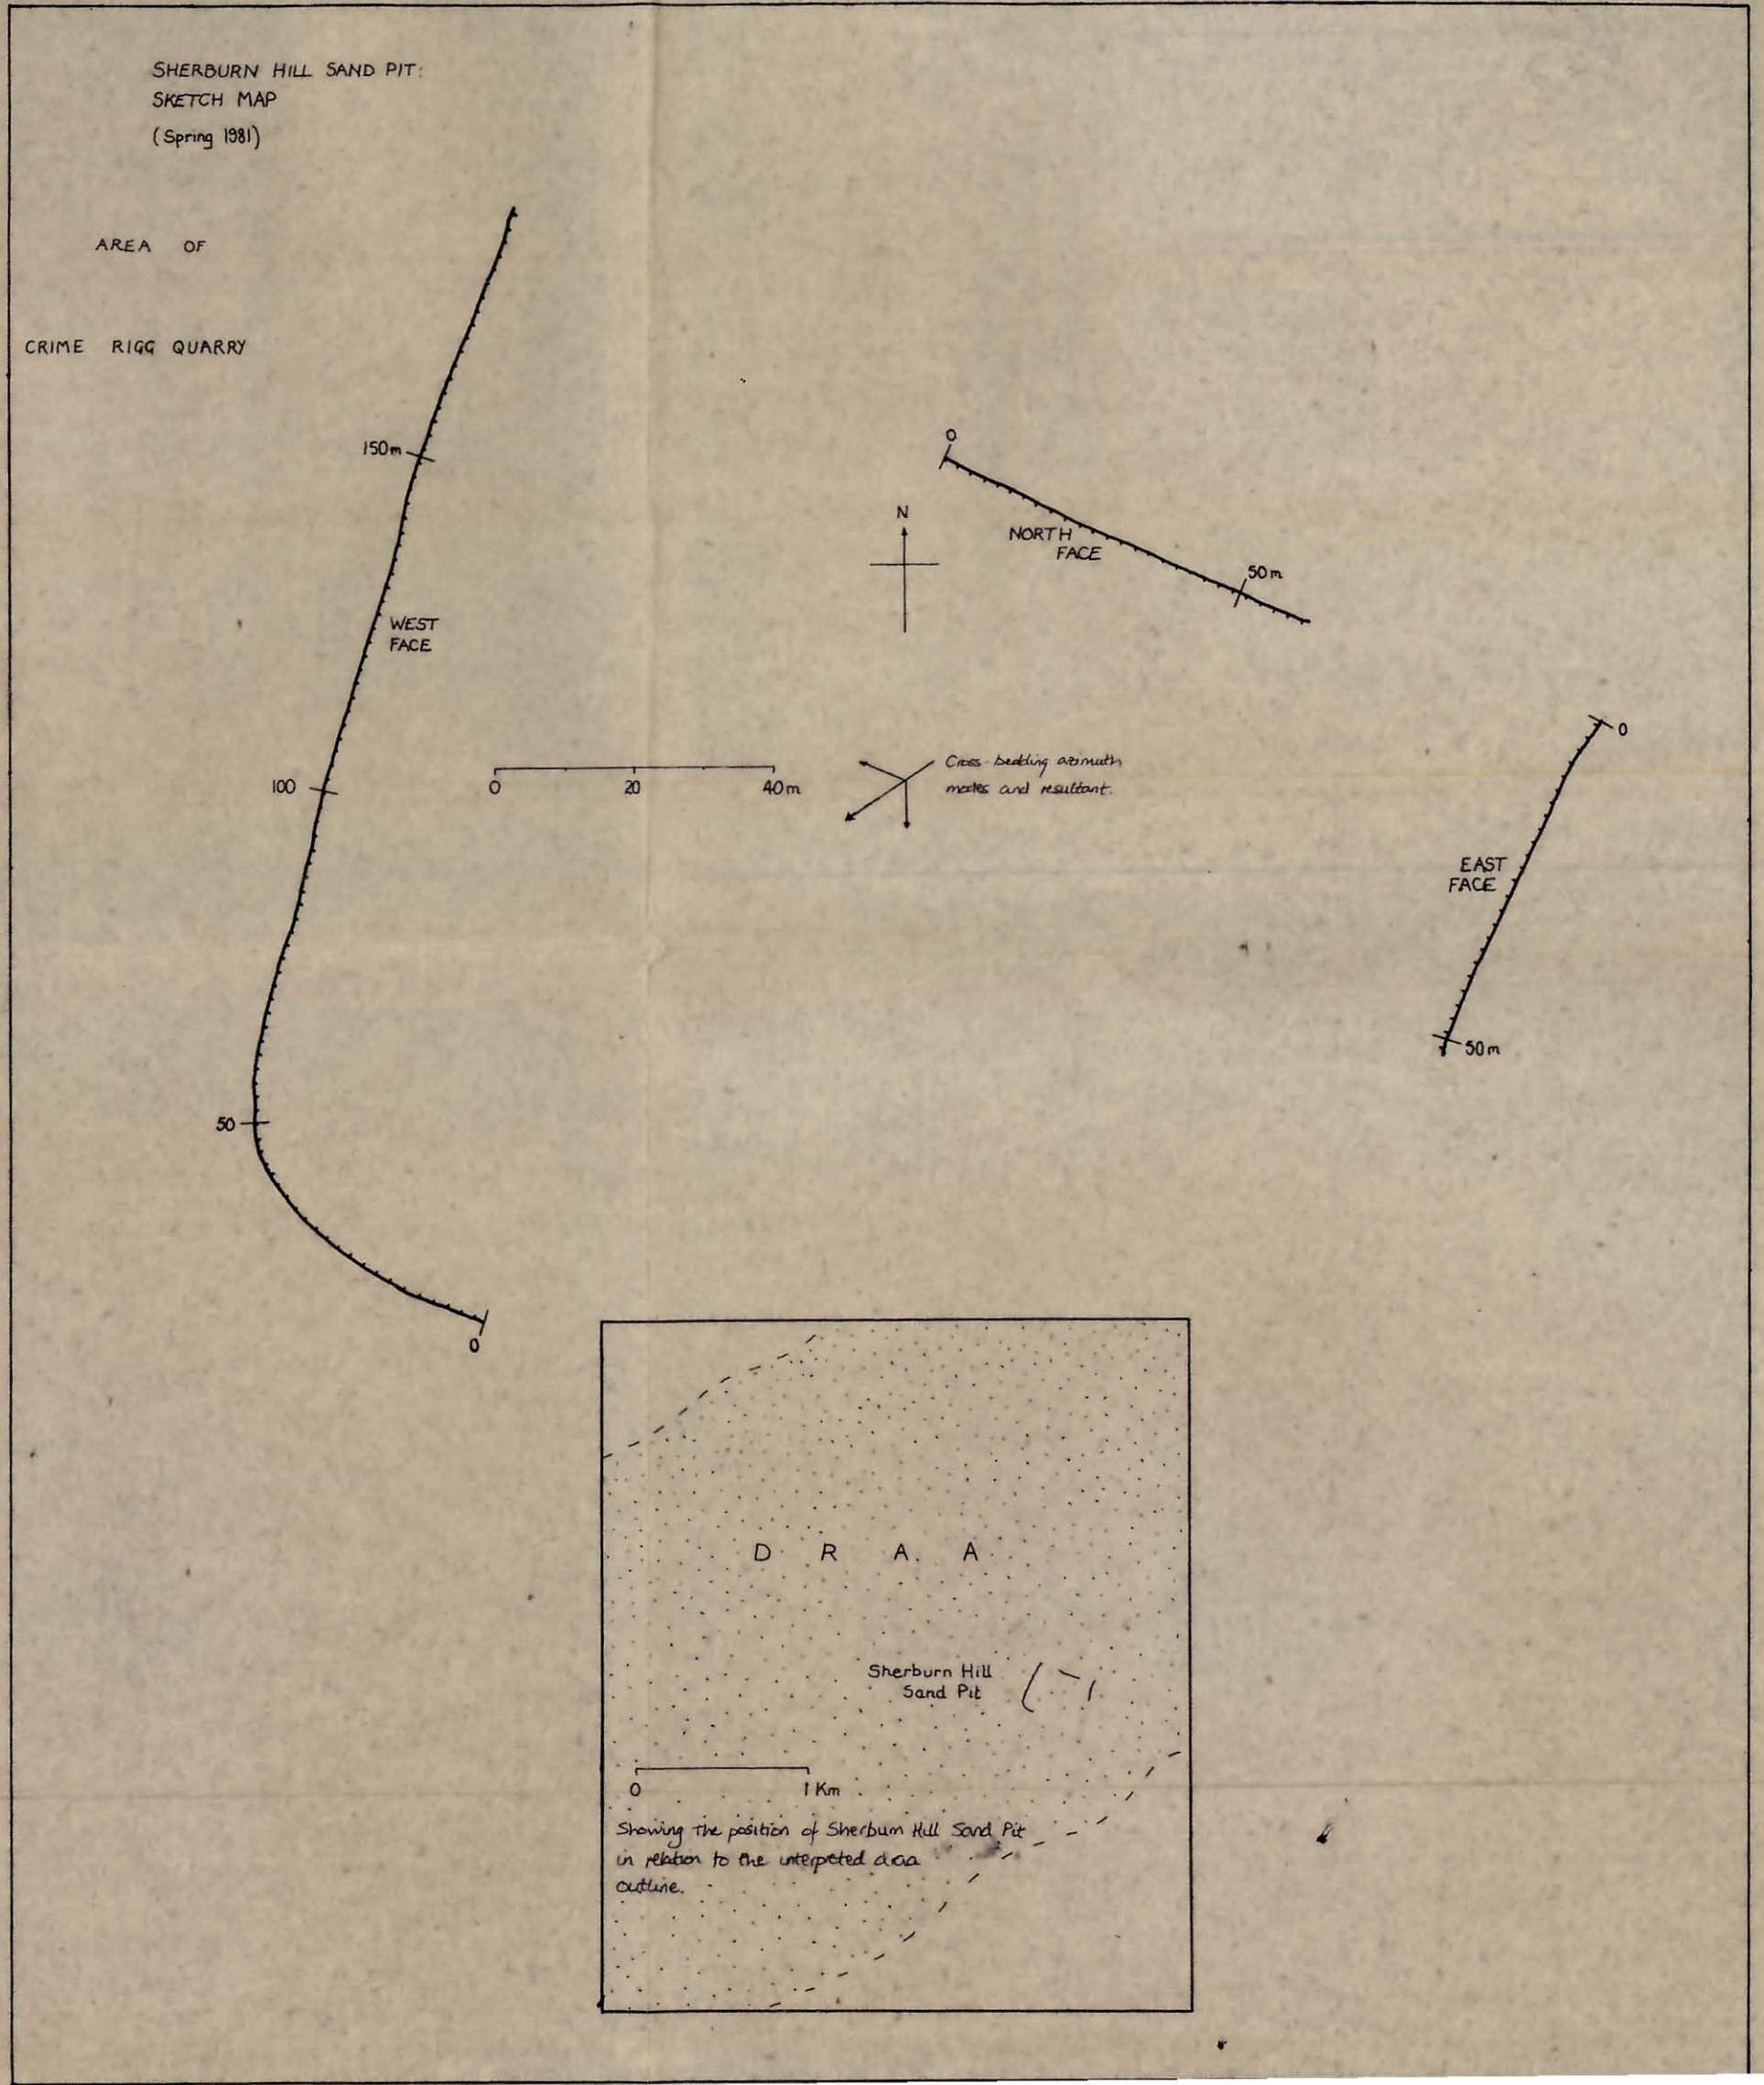 SHERBURN HILL SAND PIT:
SKETCH MAP
(Spring 1981)
AREA OF
CRIME RIGG QUARRY
150m
WEST
FACE
100
50
0
0
NORTH
FACE
50m
N
0 20 40m
Cross-bedding azimuth
modes and resultant.
0
EAST
FACE
50m
D R A A
Sherburn Hill
Sand Pit
0 1 Km
Showing the position of Sherburn Hill Sand Pit
in relation to the interpeted draa
outline.